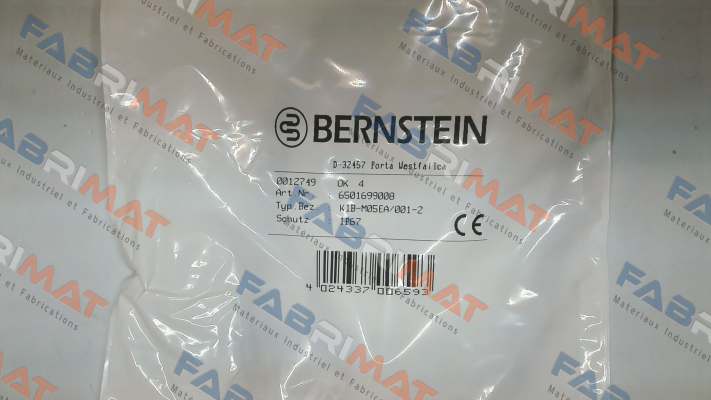 BERNSTEIN
D-32457 Porta Westfalica
0012749 OK 4
Art Nr. : 6501699008
Typ Bez : KIB-M05EA/001-2
Schutz : IP67
CE
4 024337 006593
FABRIMAT
Matériaux Industriel et Fabrications